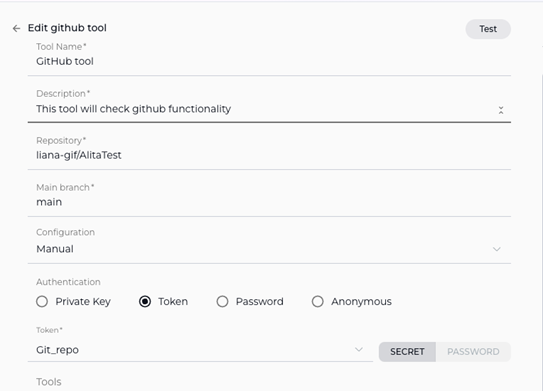 Edit github tool
Test
Tool Name*
GitHub tool
Description*
This tool will check github functionality
Repository*
liana-gif/AlitaTest
Main branch*
main
Configuration
Manual
Authentication
Private Key Token Password Anonymous
Token*
Git_repo
SECRET PASSWORD
Tools